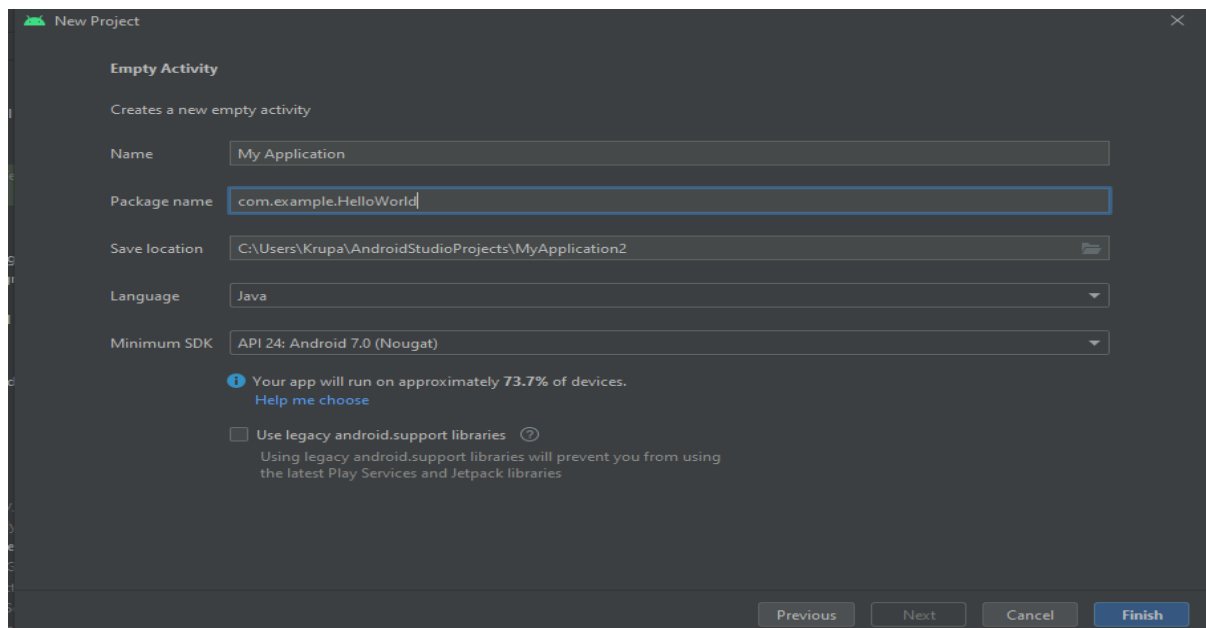 New Project
Empty Activity
Creates a new empty activity
Name My Application
Package name com.example.HelloWorld
Save location C:\Users\Krupa\AndroidStudioProjects\MyApplication2
Language Java
Minimum SDK API 24: Android 7.0 (Nougat)
Your app will run on approximately 73.7% of devices.
Help me choose
Use legacy android.support libraries ?
Using legacy android.support libraries will prevent you from using
the latest Play Services and Jetpack libraries
Previous Next Cancel Finish